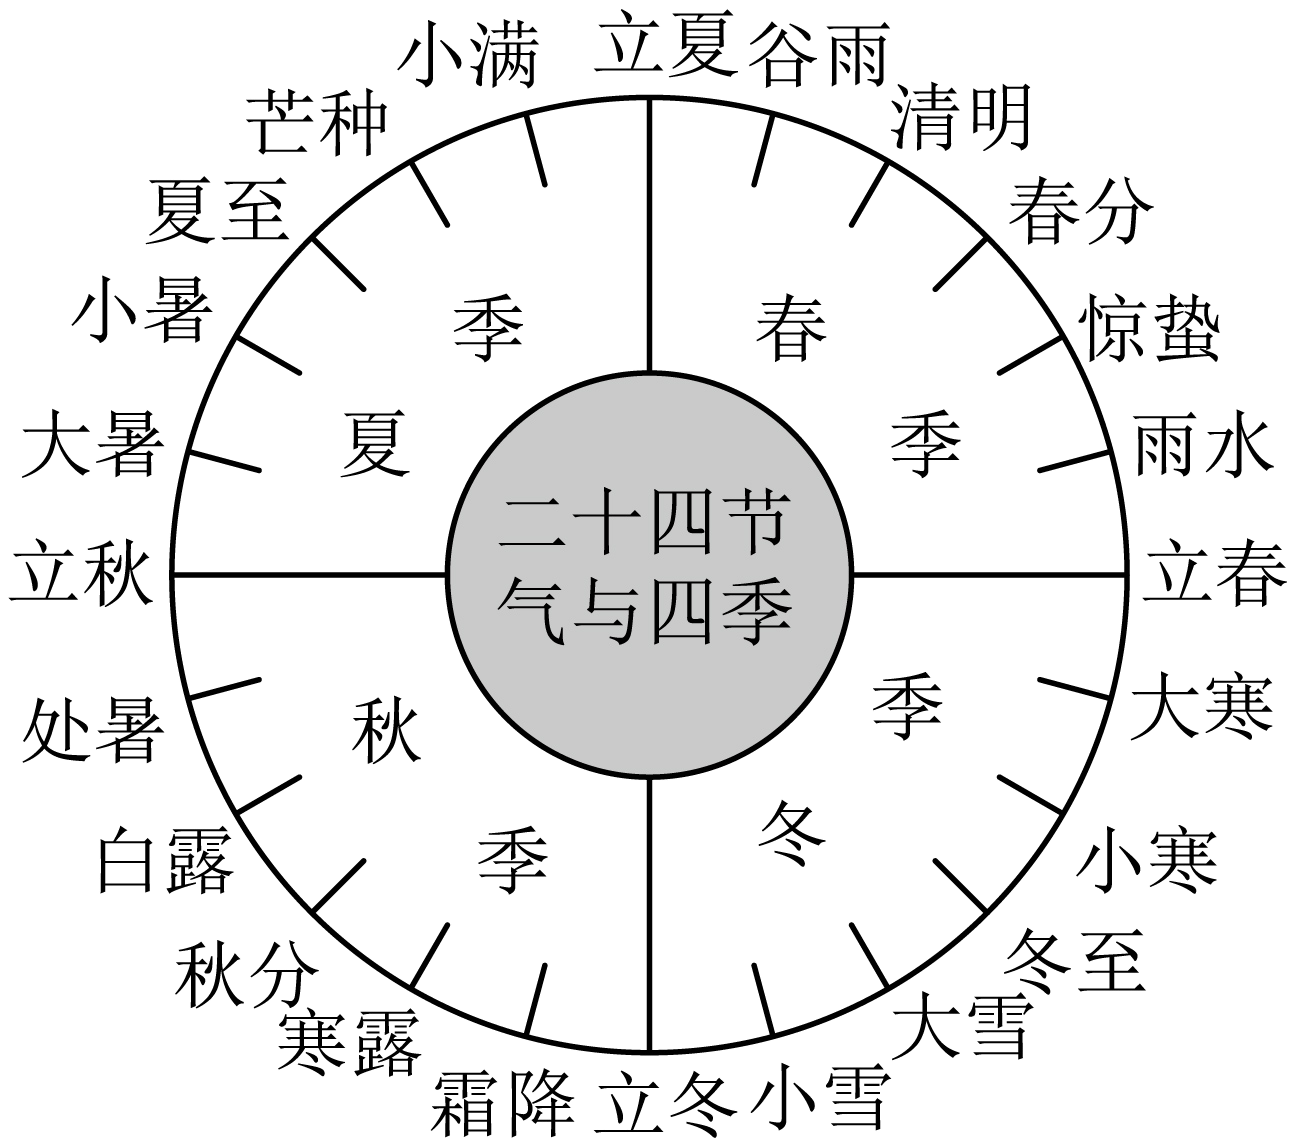 二十四节
气与四季
春季
夏季
秋季
冬季
立春
雨水
惊蛰
春分
清明
谷雨
立夏
小满
芒种
夏至
小暑
大暑
立秋
处暑
白露
秋分
寒露
霜降
立冬
小雪
大雪
冬至
小寒
大寒